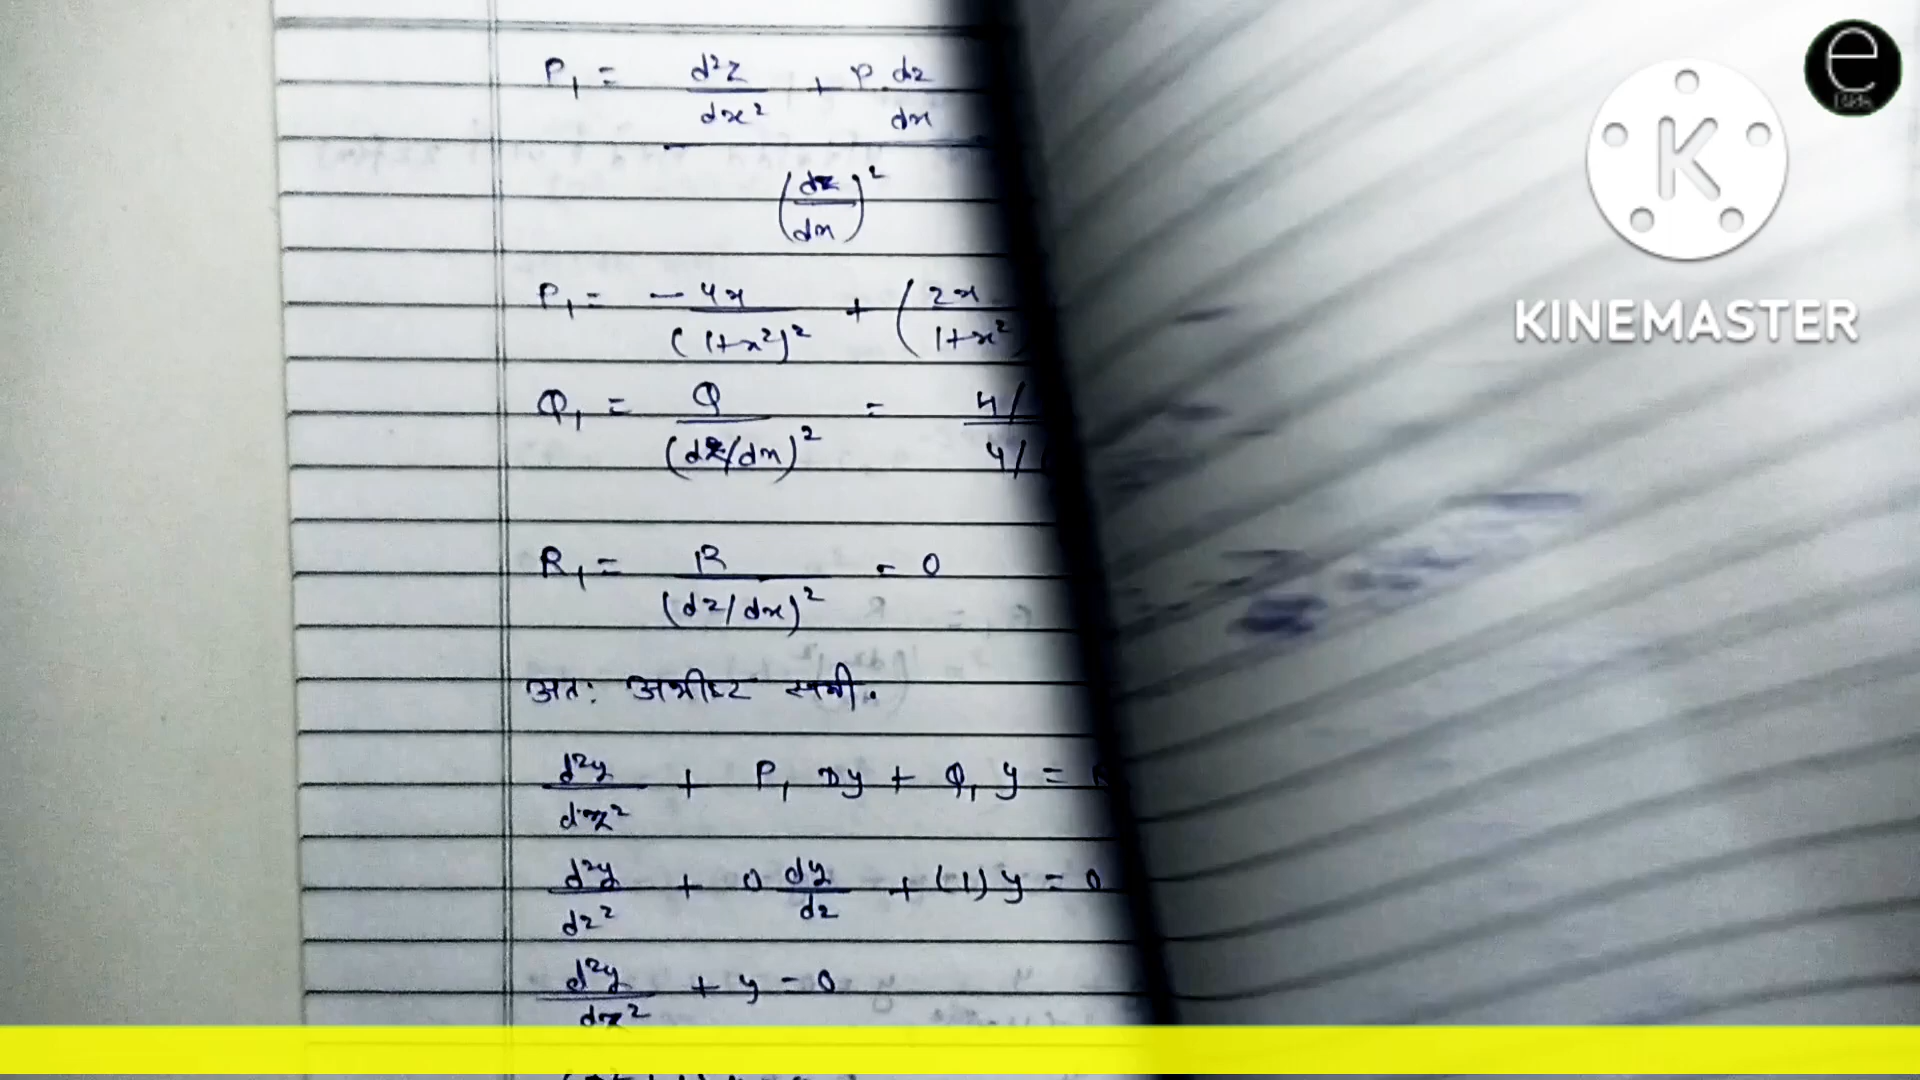 P₁ = d²z/dx² + P dz/dx
(dz/dx)²
P₁ = -4x/(1+x²)² + (2x/1+x²
Q₁ = Q/(dz/dx)² = 4/ / 4/
R₁ = R/(dz/dx)² = 0
अतः अभीष्ट समी.
d²y/dz² + P₁ Dy + Q₁ y = R
d²y/dz² + 0 dy/dz + (1) y = 0
d²y/dz² + y = 0
e
K
KINEMASTER